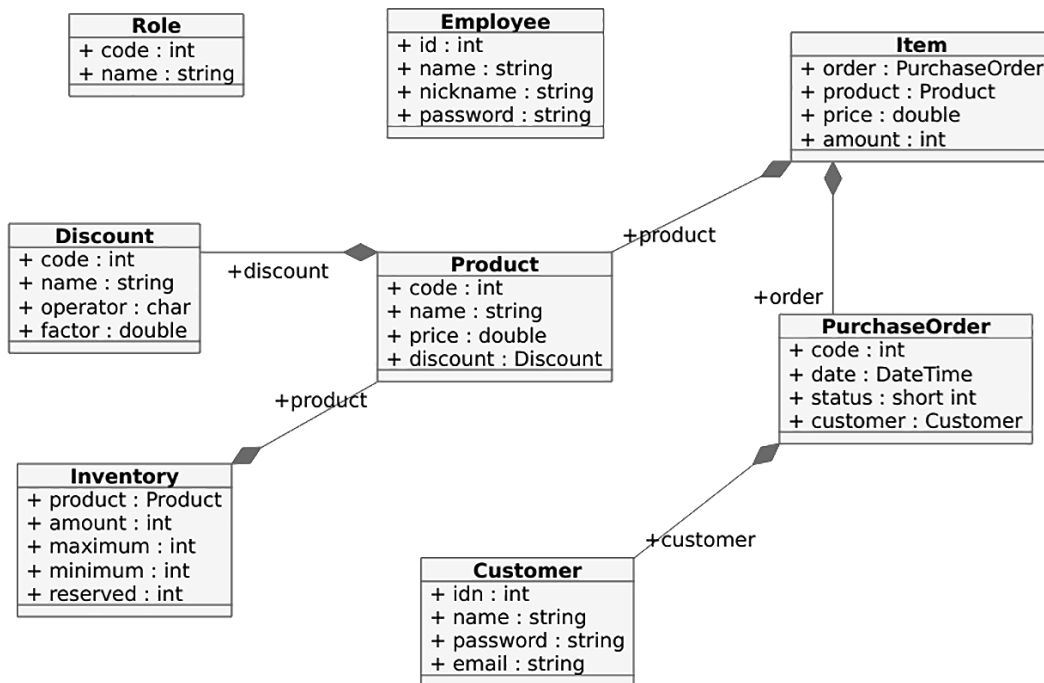 Role
+ code : int
+ name : string
Employee
+ id : int
+ name : string
+ nickname : string
+ password : string
Item
+ order : PurchaseOrder
+ product : Product
+ price : double
+ amount : int
+product
+order
Discount
+ code : int
+ name : string
+ operator : char
+ factor : double
+discount
Product
+ code : int
+ name : string
+ price : double
+ discount : Discount
+product
PurchaseOrder
+ code : int
+ date : DateTime
+ status : short int
+ customer : Customer
+customer
Inventory
+ product : Product
+ amount : int
+ maximum : int
+ minimum : int
+ reserved : int
Customer
+ idn : int
+ name : string
+ password : string
+ email : string